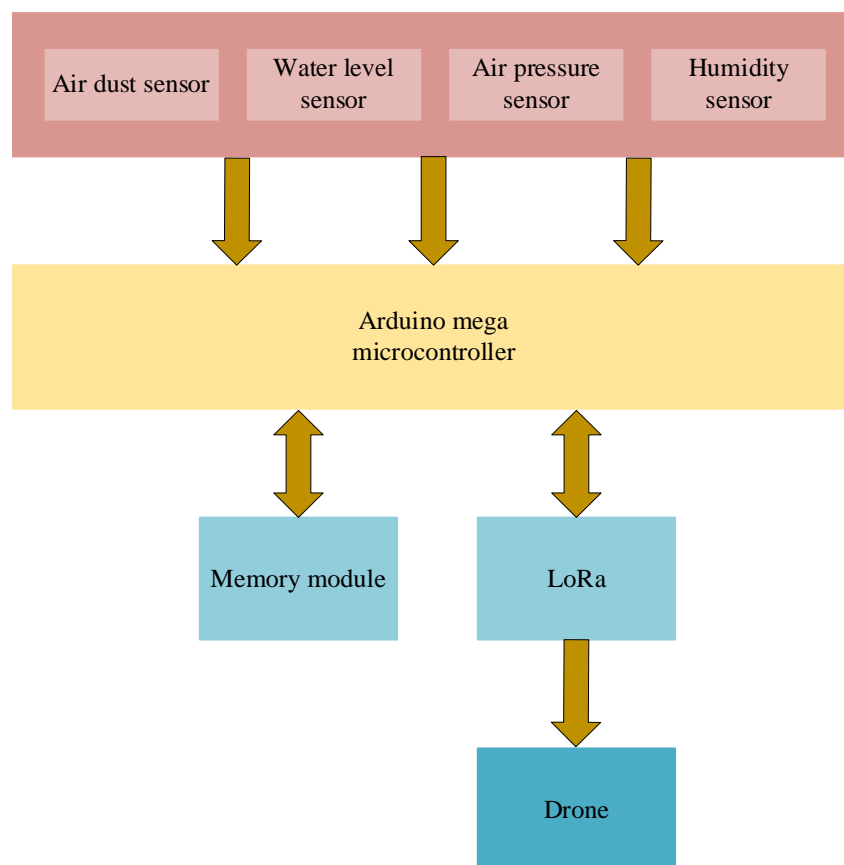 Air dust sensor
Water level
sensor
Air pressure
sensor
Humidity
sensor
Arduino mega
microcontroller
Memory module
LoRa
Drone